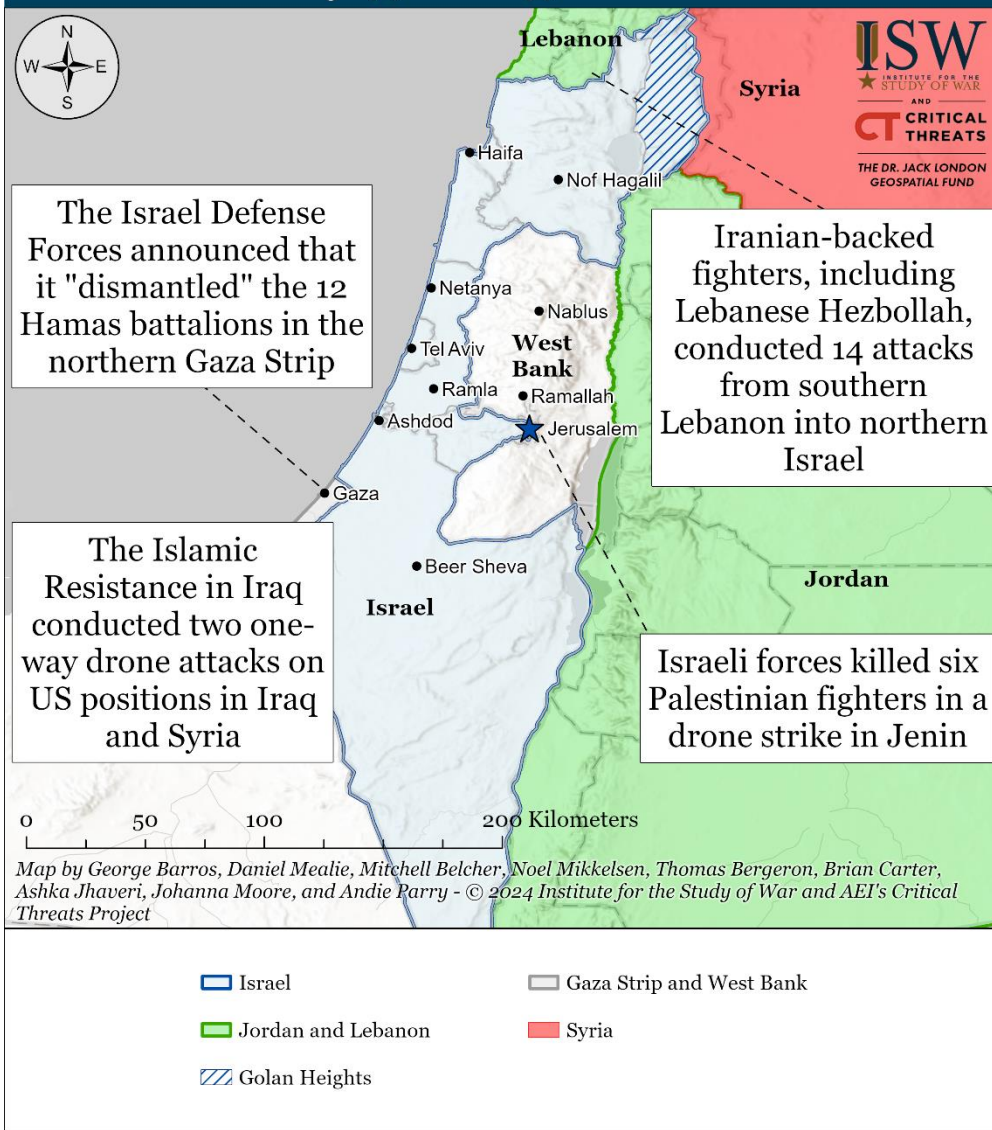 N
W
E
S
Lebanon
Syria
ISW
INSTITUTE FOR THE
STUDY OF WAR
AND
CT CRITICAL
THREATS
THE DR. JACK LONDON
GEOSPATIAL FUND
Haifa
Nof Hagalil
The Israel Defense
Forces announced that
it "dismantled" the 12
Hamas battalions in the
northern Gaza Strip
Iranian-backed
fighters, including
Lebanese Hezbollah,
conducted 14 attacks
from southern
Lebanon into northern
Israel
Netanya
Nablus
Tel Aviv
West
Bank
Ramla
Ramallah
Ashdod
Jerusalem
Gaza
The Islamic
Resistance in Iraq
conducted two one-
way drone attacks on
US positions in Iraq
and Syria
Beer Sheva
Israel
Jordan
Israeli forces killed six
Palestinian fighters in a
drone strike in Jenin
0 50 100 200 Kilometers
Map by George Barros, Daniel Mealie, Mitchell Belcher, Noel Mikkelsen, Thomas Bergeron, Brian Carter,
Ashka Jhaveri, Johanna Moore, and Andie Parry - © 2024 Institute for the Study of War and AEI's Critical
Threats Project
Israel
Gaza Strip and West Bank
Jordan and Lebanon
Syria
Golan Heights